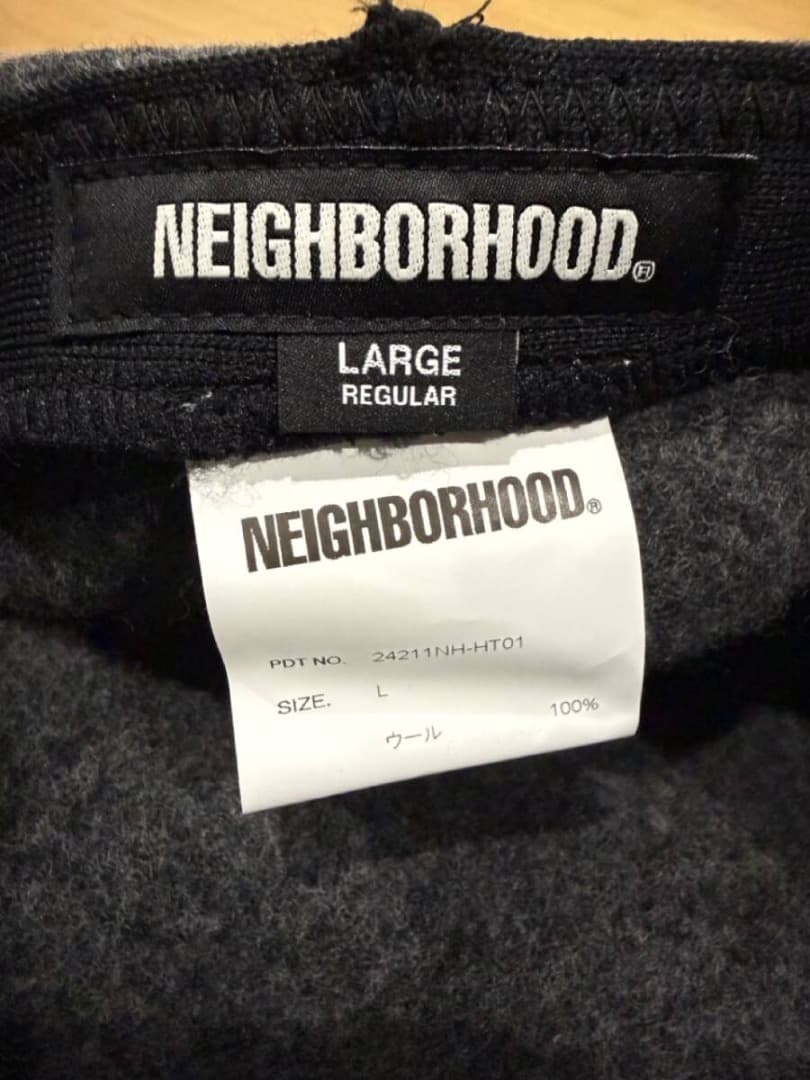 NEIGHBORHOOD®
LARGE
REGULAR
NEIGHBORHOOD®
PDT NO. 24211NH-HT01
SIZE. L
ウール 100%